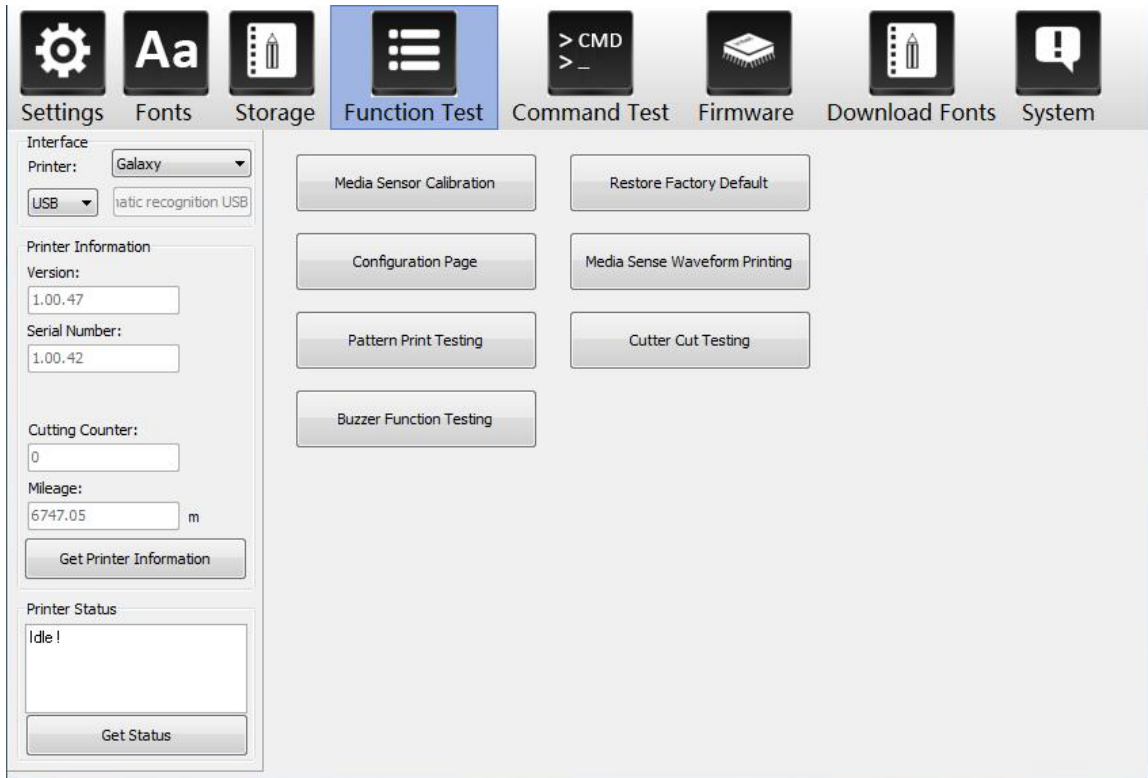 Aa
> CMD
> _
Settings Fonts Storage Function Test Command Test Firmware Download Fonts System
Interface
Printer: Galaxy
USB natic recognition USB
Printer Information
Version:
1.00.47
Serial Number:
1.00.42
Cutting Counter:
0
Mileage:
6747.05 m
Get Printer Information
Printer Status
Idle !
Get Status
Media Sensor Calibration Restore Factory Default
Configuration Page Media Sense Waveform Printing
Pattern Print Testing Cutter Cut Testing
Buzzer Function Testing